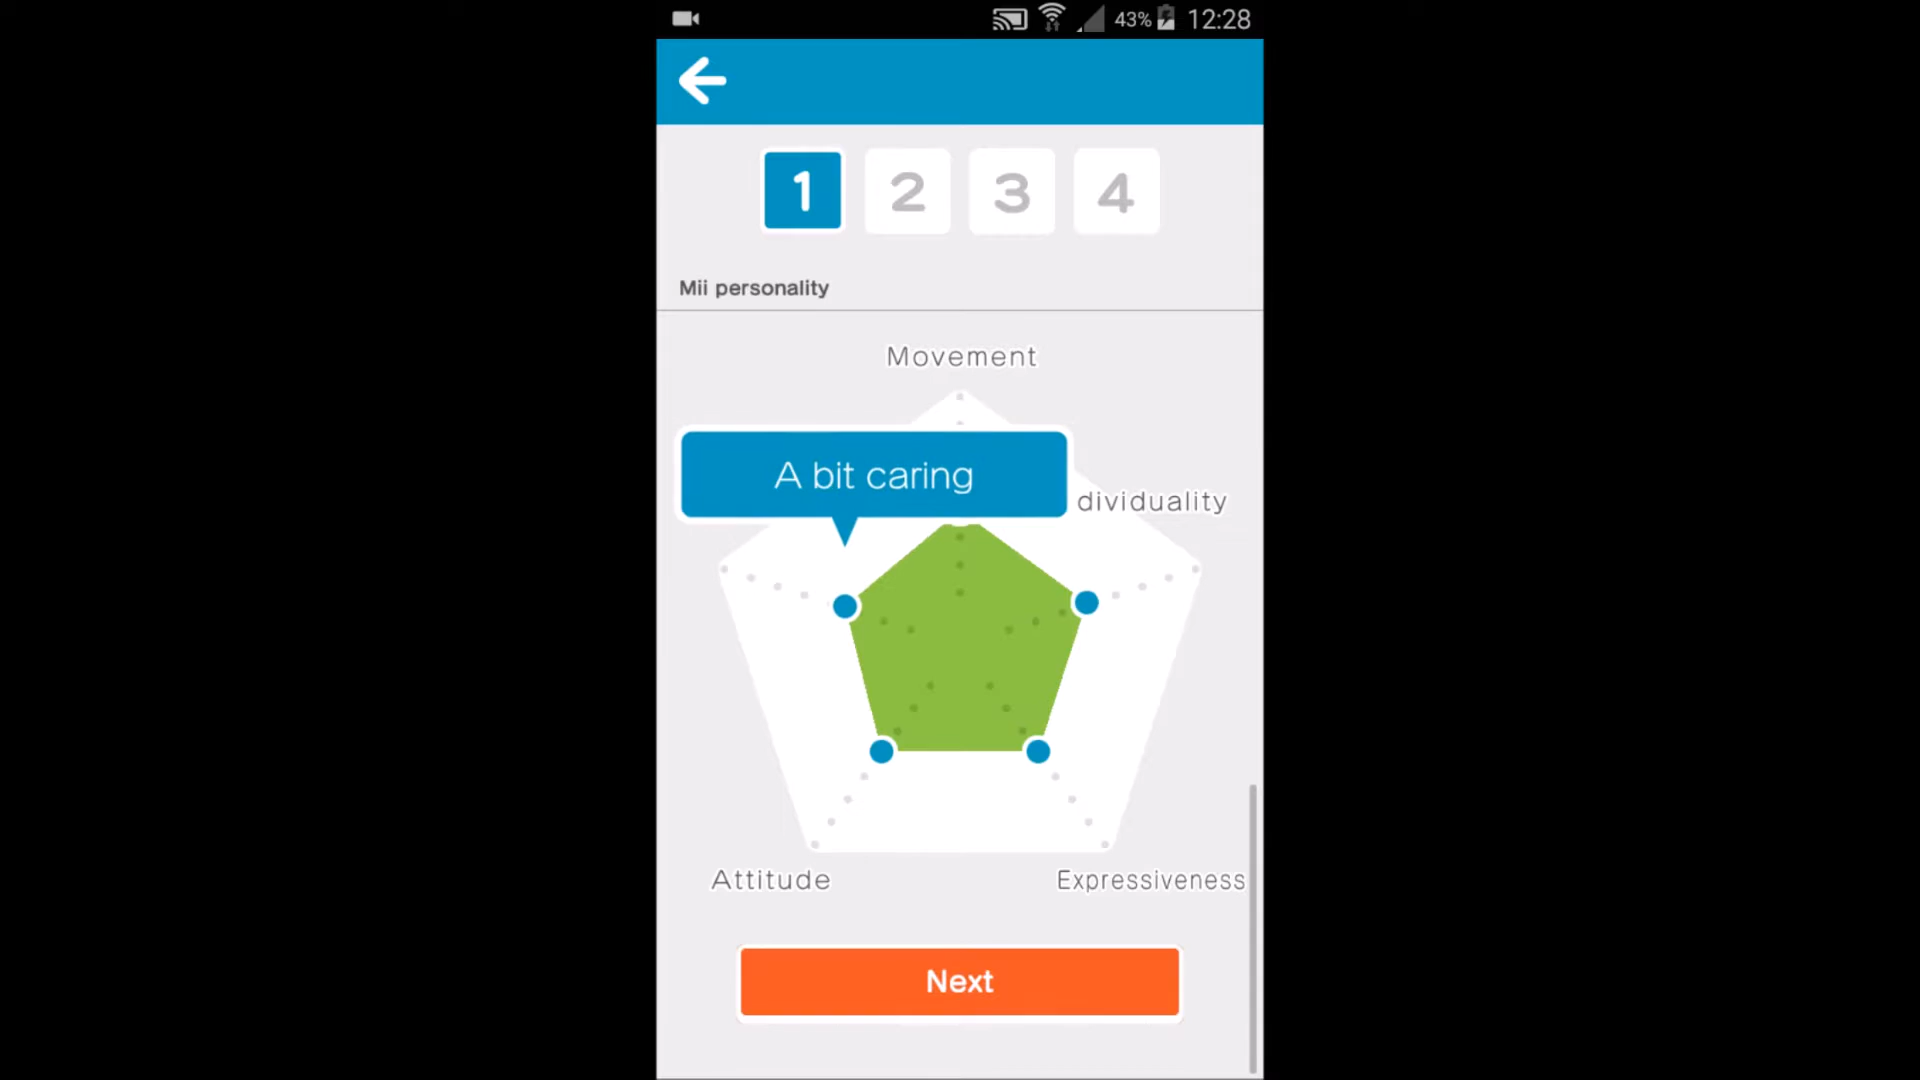 43% 12:28
1 2 3 4
Mii personality
Movement
A bit caring
dividuality
Attitude
Expressiveness
Next